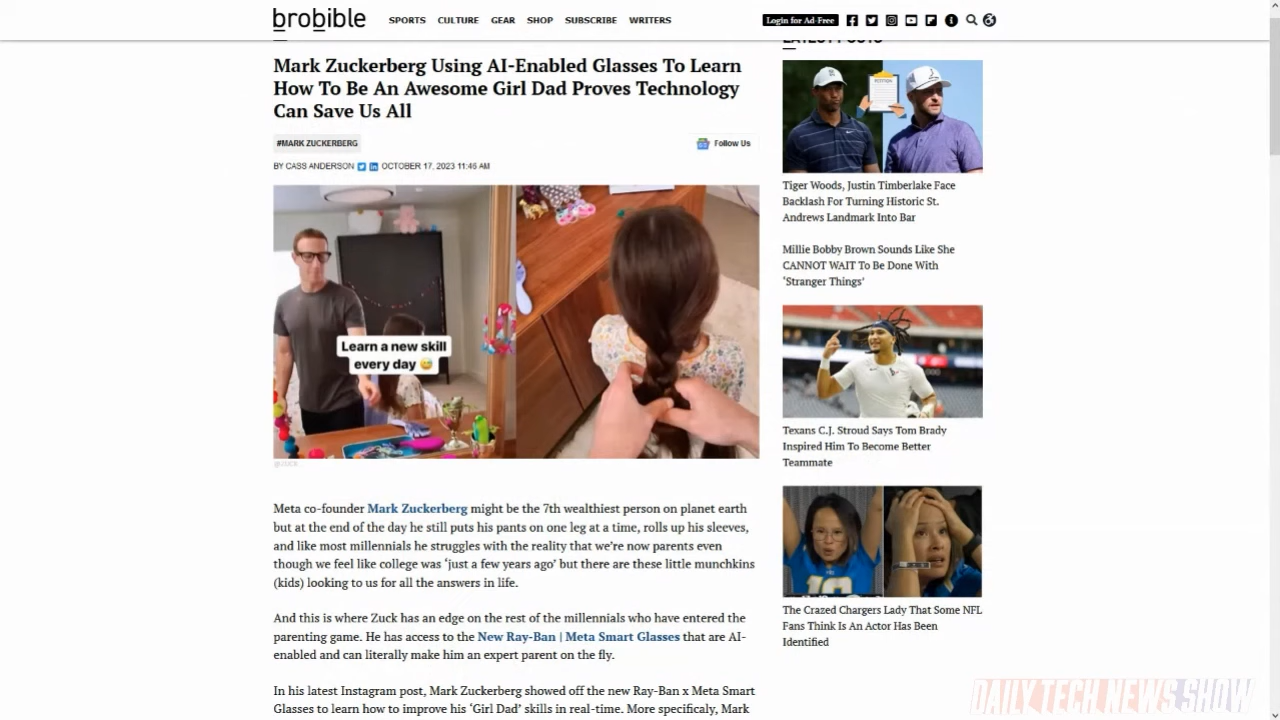 brobible
SPORTS CULTURE GEAR SHOP SUBSCRIBE WRITERS
Login for Ad-Free
Mark Zuckerberg Using AI-Enabled Glasses To Learn
How To Be An Awesome Girl Dad Proves Technology
Can Save Us All
#MARK ZUCKERBERG
Follow Us
BY CASS ANDERSON OCTOBER 17, 2023 11:46 AM
Learn a new skill
every day 😅
Meta co-founder Mark Zuckerberg might be the 7th wealthiest person on planet earth
but at the end of the day he still puts his pants on one leg at a time, rolls up his sleeves,
and like most millennials he struggles with the reality that we're now parents even
though we feel like college was 'just a few years ago' but there are these little munchkins
(kids) looking to us for all the answers in life.
And this is where Zuck has an edge on the rest of the millennials who have entered the
parenting game. He has access to the New Ray-Ban | Meta Smart Glasses that are AI-
enabled and can literally make him an expert parent on the fly.
In his latest Instagram post, Mark Zuckerberg showed off the new Ray-Ban x Meta Smart
Glasses to learn how to improve his 'Girl Dad' skills in real-time. More specificaly, Mark
LATEST POSTS
Tiger Woods, Justin Timberlake Face
Backlash For Turning Historic St.
Andrews Landmark Into Bar
Millie Bobby Brown Sounds Like She
CANNOT WAIT To Be Done With
'Stranger Things'
Texans C.J. Stroud Says Tom Brady
Inspired Him To Become Better
Teammate
The Crazed Chargers Lady That Some NFL
Fans Think Is An Actor Has Been
Identified
DAILY TECH NEWS SHOW